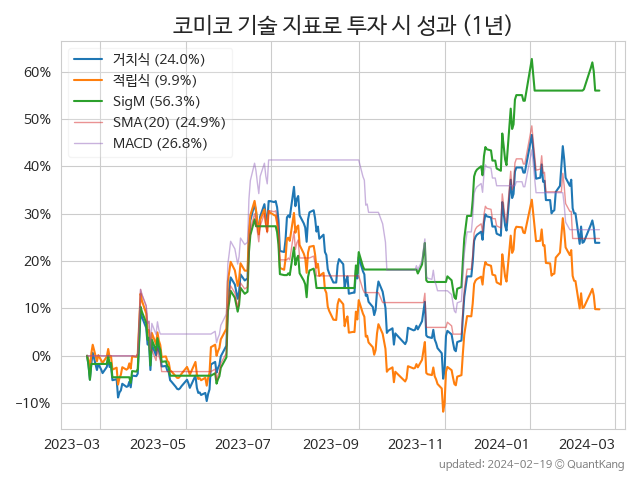 코미코 기술 지표로 투자 시 성과 (1년)
거치식 (24.0%)
적립식 (9.9%)
SigM (56.3%)
SMA(20) (24.9%)
MACD (26.8%)
60%
50%
40%
30%
20%
10%
0%
−10%
2023-03 2023-05 2023-07 2023-09 2023-11 2024-01 2024-03
updated: 2024-02-19 @ QuantKang